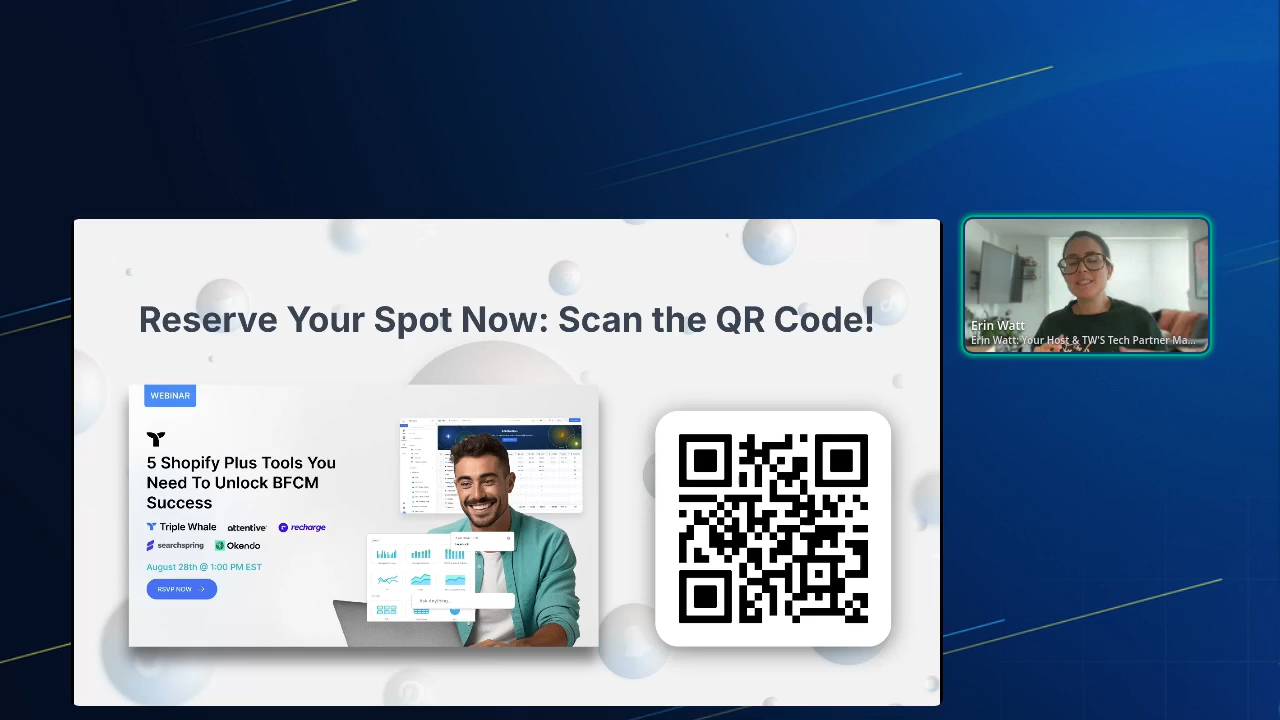 Reserve Your Spot Now: Scan the QR Code!
WEBINAR
5 Shopify Plus Tools You
Need To Unlock BFCM
Success
Triple Whale attentive recharge
searchspring Okendo
August 28th @ 1:00 PM EST
RSVP NOW
Ask Anything...
Erin Watt
Erin Watt: Your Host & TW'S Tech Partner Ma...